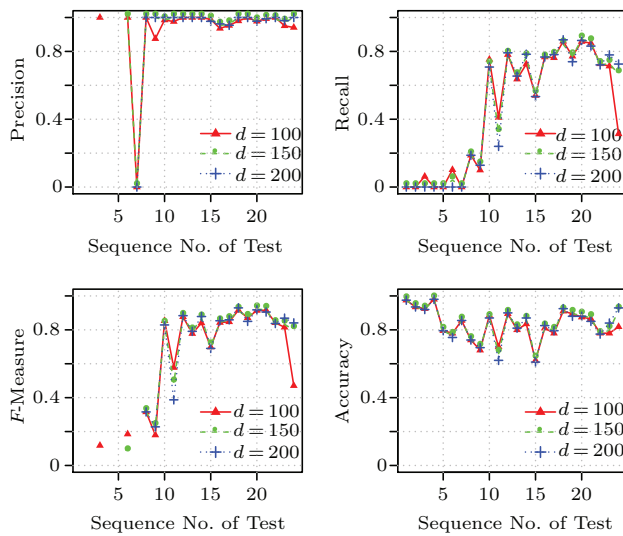 Precision
0.8
0.4
0
d = 100
d = 150
d = 200
5 10 15 20
Sequence No. of Test
Recall
0.8
0.4
0
d = 100
d = 150
d = 200
5 10 15 20
Sequence No. of Test
F-Measure
0.8
0.4
0
d = 100
d = 150
d = 200
5 10 15 20
Sequence No. of Test
Accuracy
0.8
0.4
0
d = 100
d = 150
d = 200
5 10 15 20
Sequence No. of Test